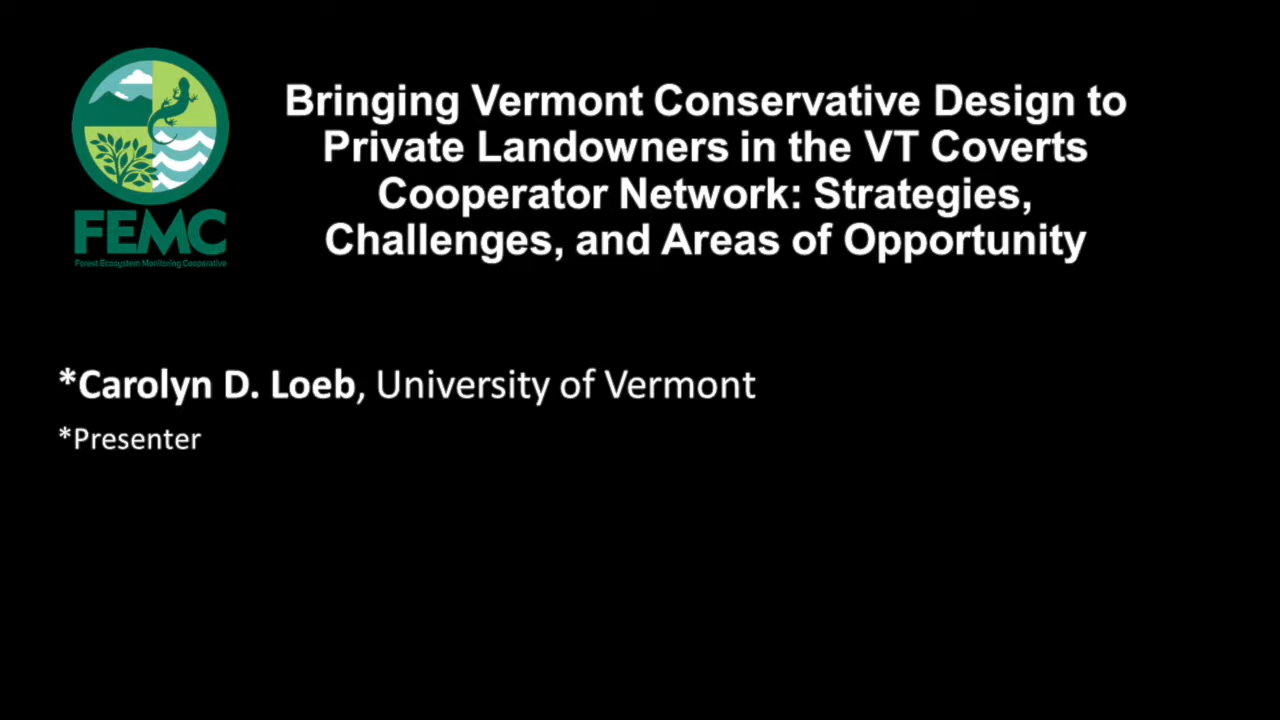 Bringing Vermont Conservative Design to
Private Landowners in the VT Coverts
Cooperator Network: Strategies,
Challenges, and Areas of Opportunity
FEMC
Forest Ecosystem Monitoring Cooperative
*Carolyn D. Loeb, University of Vermont
*Presenter